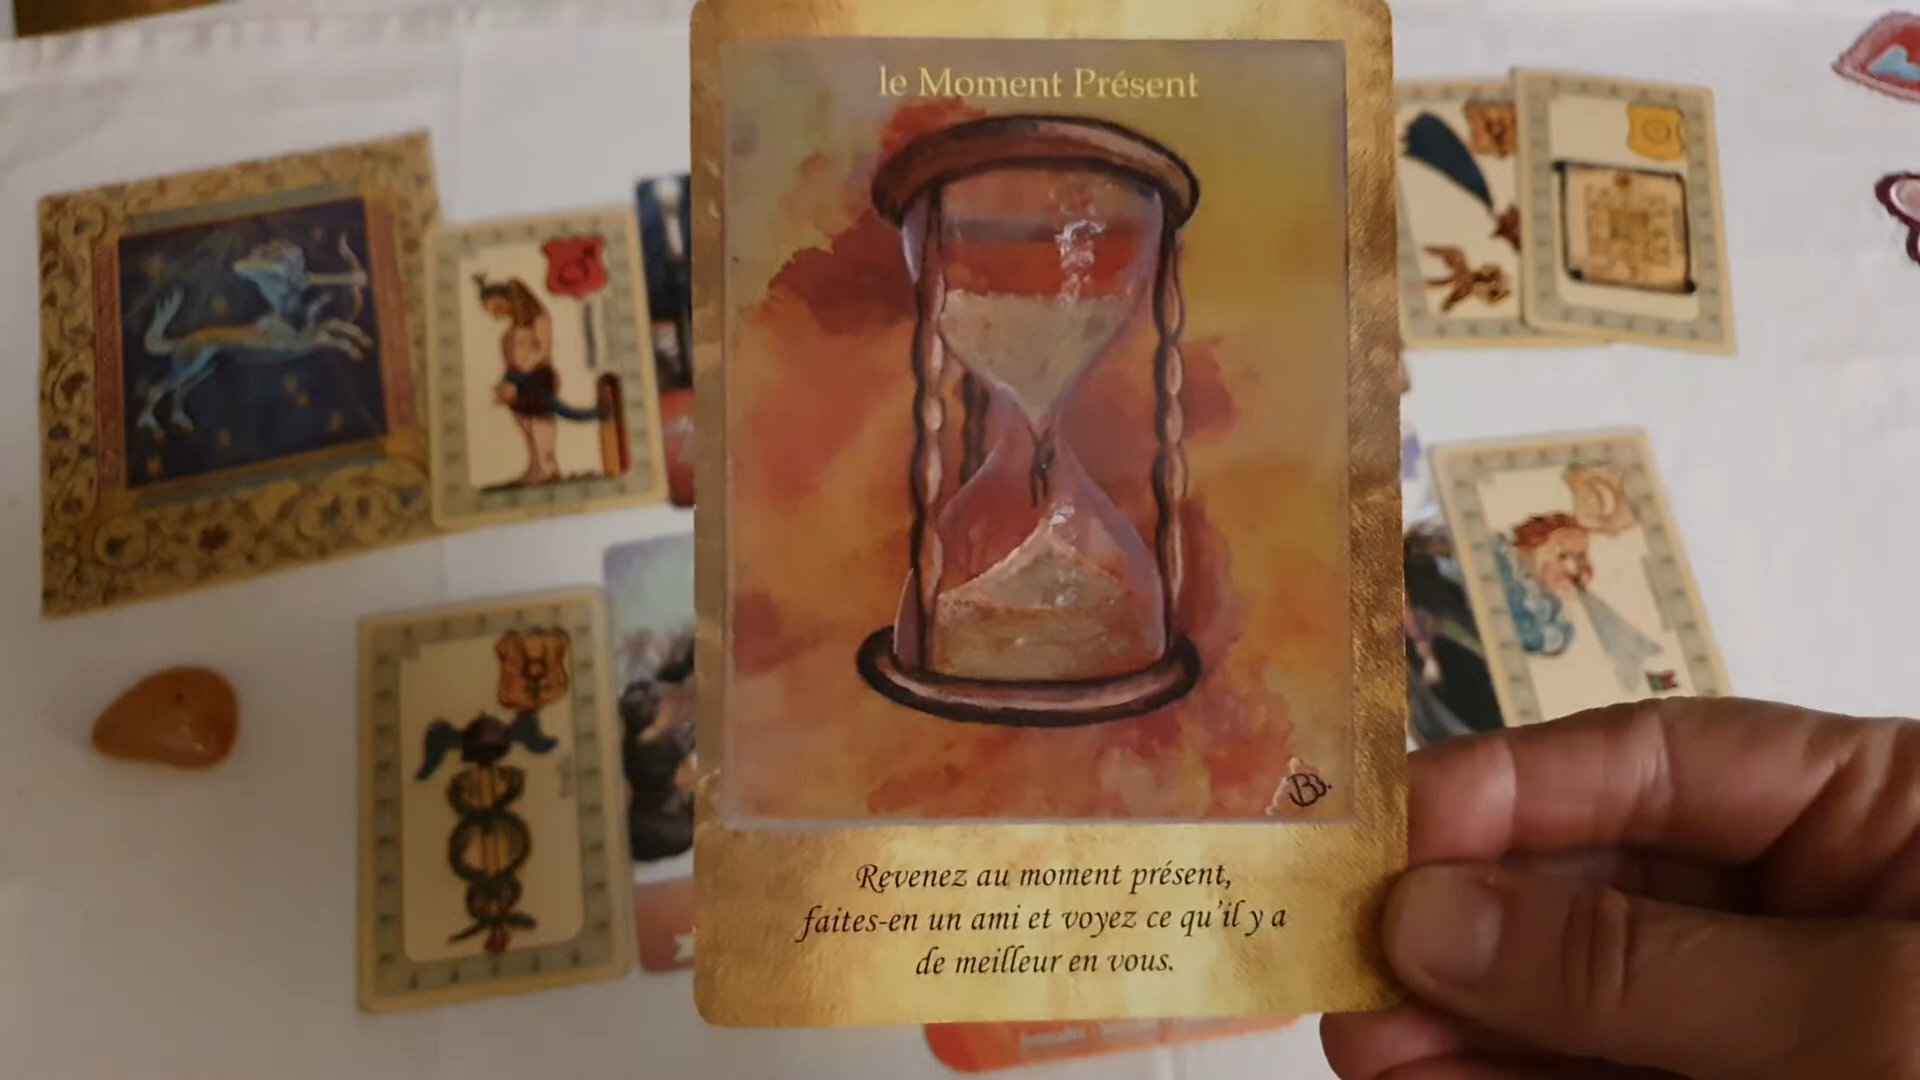 le Moment Présent
Revenez au moment présent,
faites-en un ami et voyez ce qu'il y a
de meilleur en vous.